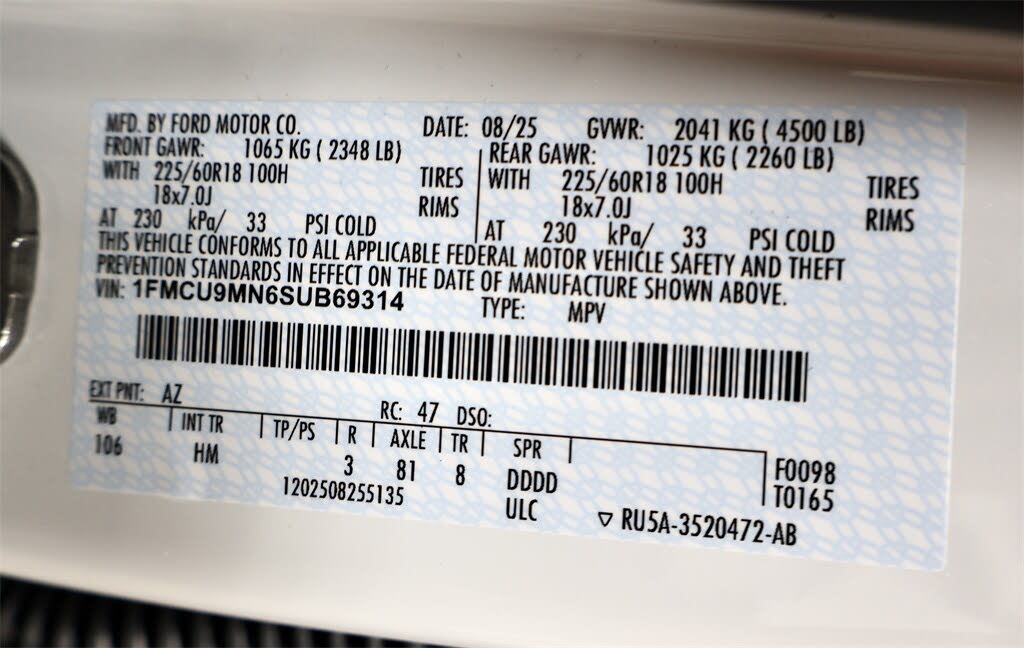 MFD. BY FORD MOTOR CO. DATE: 08/25 GVWR: 2041 KG ( 4500 LB)
FRONT GAWR: 1065 KG ( 2348 LB) REAR GAWR: 1025 KG ( 2260 LB)
WITH 225/60R18 100H TIRES WITH 225/60R18 100H TIRES
18x7.0J RIMS 18x7.0J RIMS
AT 230 kPa/ 33 PSI COLD AT 230 kPa/ 33 PSI COLD
THIS VEHICLE CONFORMS TO ALL APPLICABLE FEDERAL MOTOR VEHICLE SAFETY AND THEFT
PREVENTION STANDARDS IN EFFECT ON THE DATE OF MANUFACTURE SHOWN ABOVE.
VIN: 1FMCU9MN6SUB69314 TYPE: MPV
EXT PNT: AZ RC: 47 DSO:
WB INT TR TP/PS R AXLE TR SPR
106 HM 3 81 8 DDDD F0098
1202508255135 ULC T0165
▽ RU5A-3520472-AB